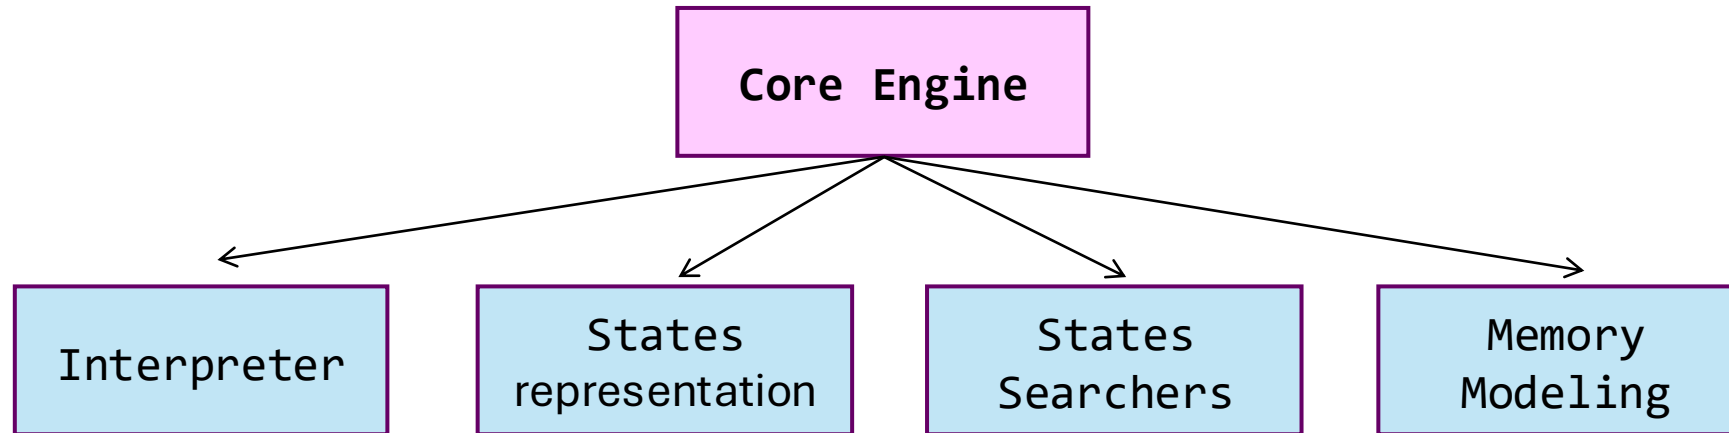 Core Engine
Interpreter
States
representation
States
Searchers
Memory
Modeling